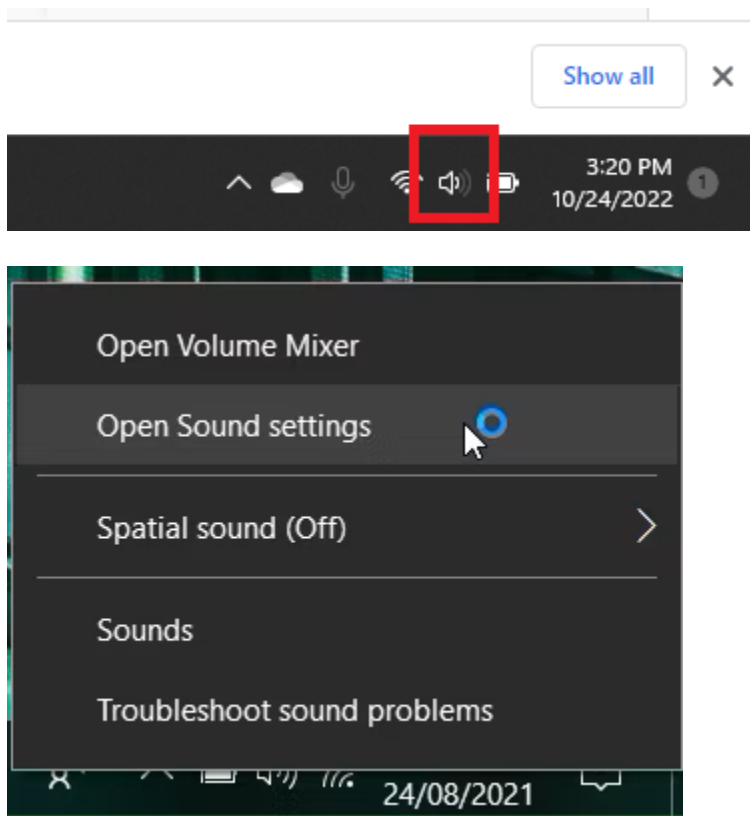 Show all
3:20 PM
10/24/2022
1
Open Volume Mixer
Open Sound settings
Spatial sound (Off)
Sounds
Troubleshoot sound problems
24/08/2021